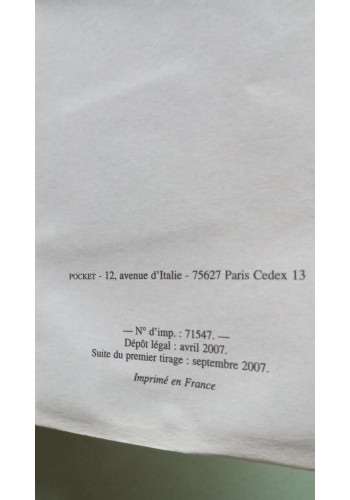 POCKET - 12, avenue d'Italie - 75627 Paris Cedex 13
— N° d'imp. : 71547. —
Dépôt légal : avril 2007.
Suite du premier tirage : septembre 2007.
Imprimé en France